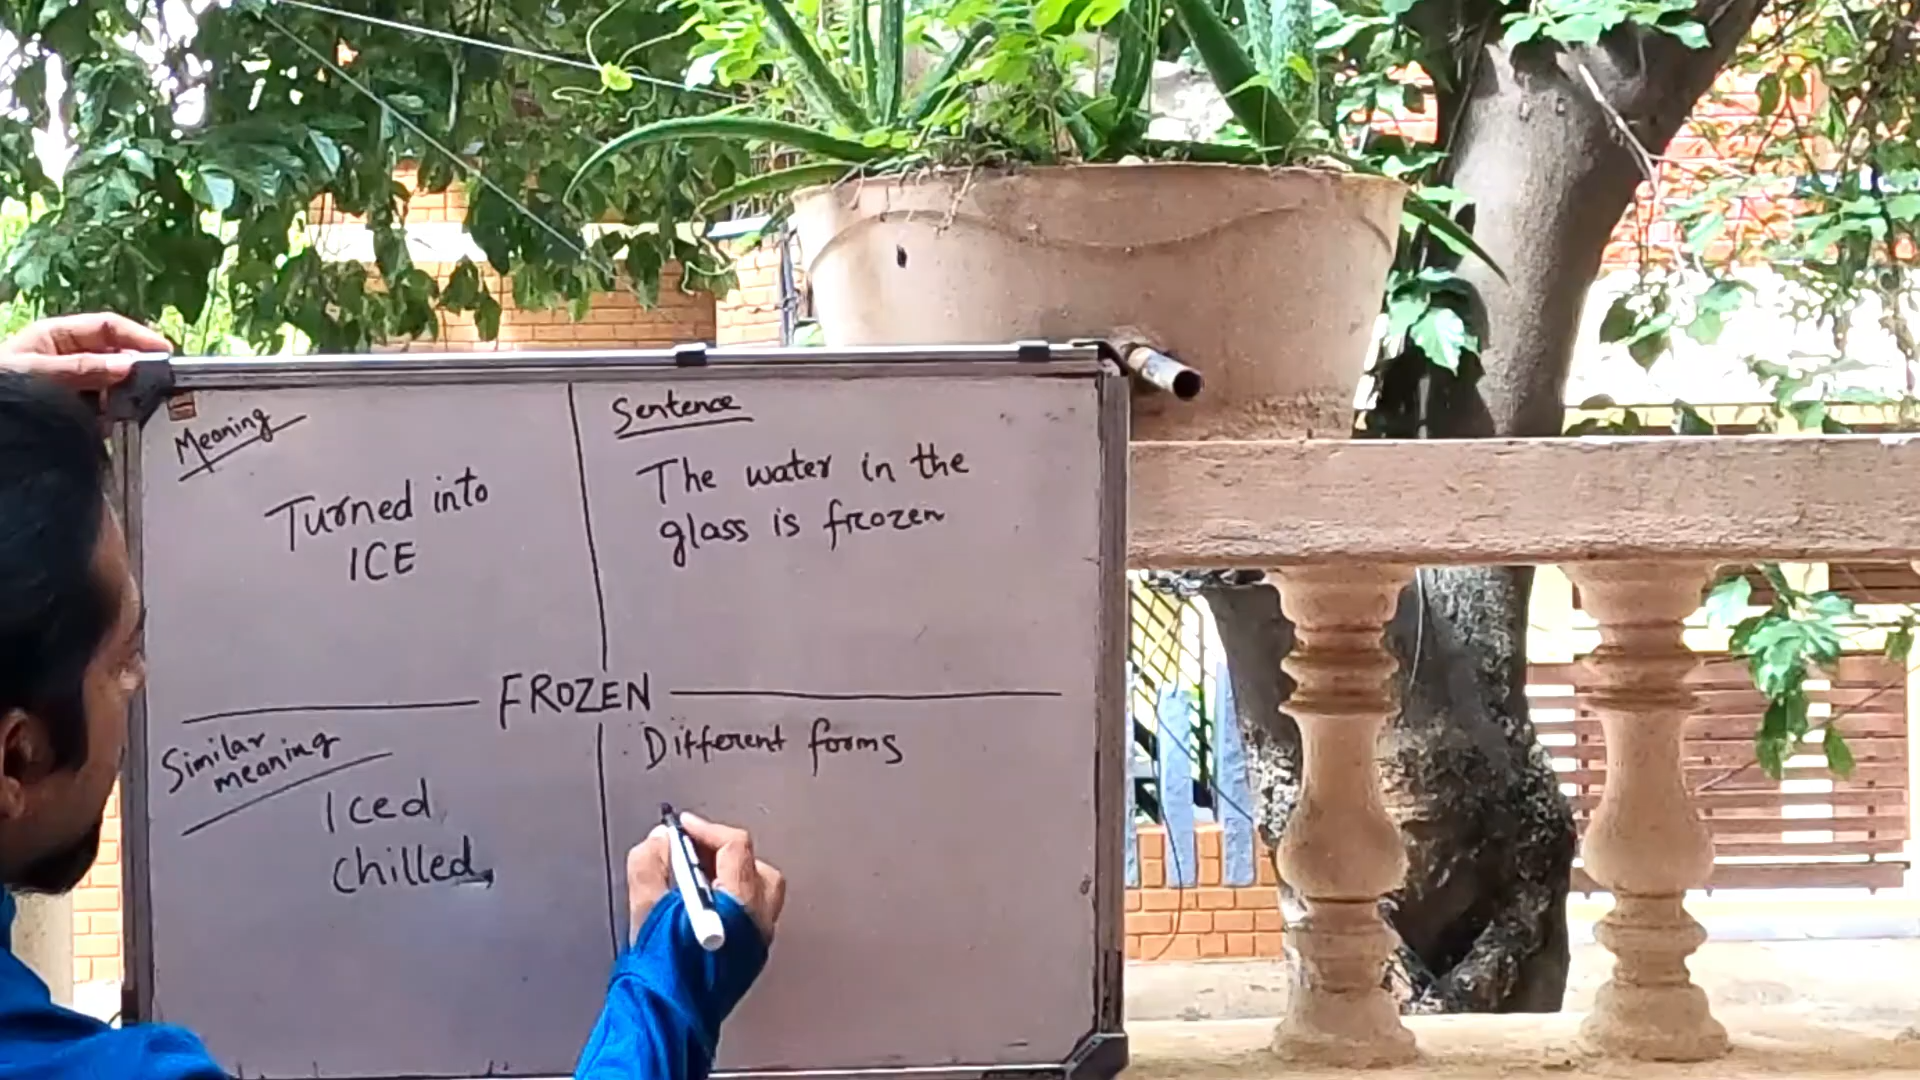 Meaning
Turned into
ICE
Sentence
The water in the
glass is frozen
FROZEN
Similar
meaning
Iced
chilled
Different forms